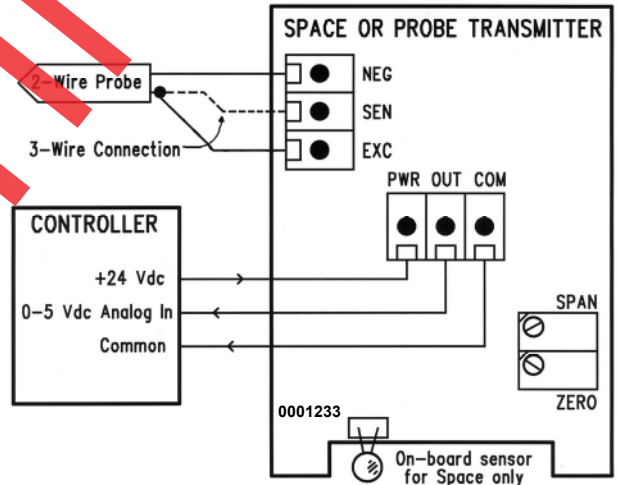 SPACE OR PROBE TRANSMITTER
2-Wire Probe
NEG
SEN
3-Wire Connection
EXC
PWR OUT COM
CONTROLLER
+24 Vdc
0-5 Vdc Analog In
Common
SPAN
ZERO
0001233
On-board sensor
for Space only